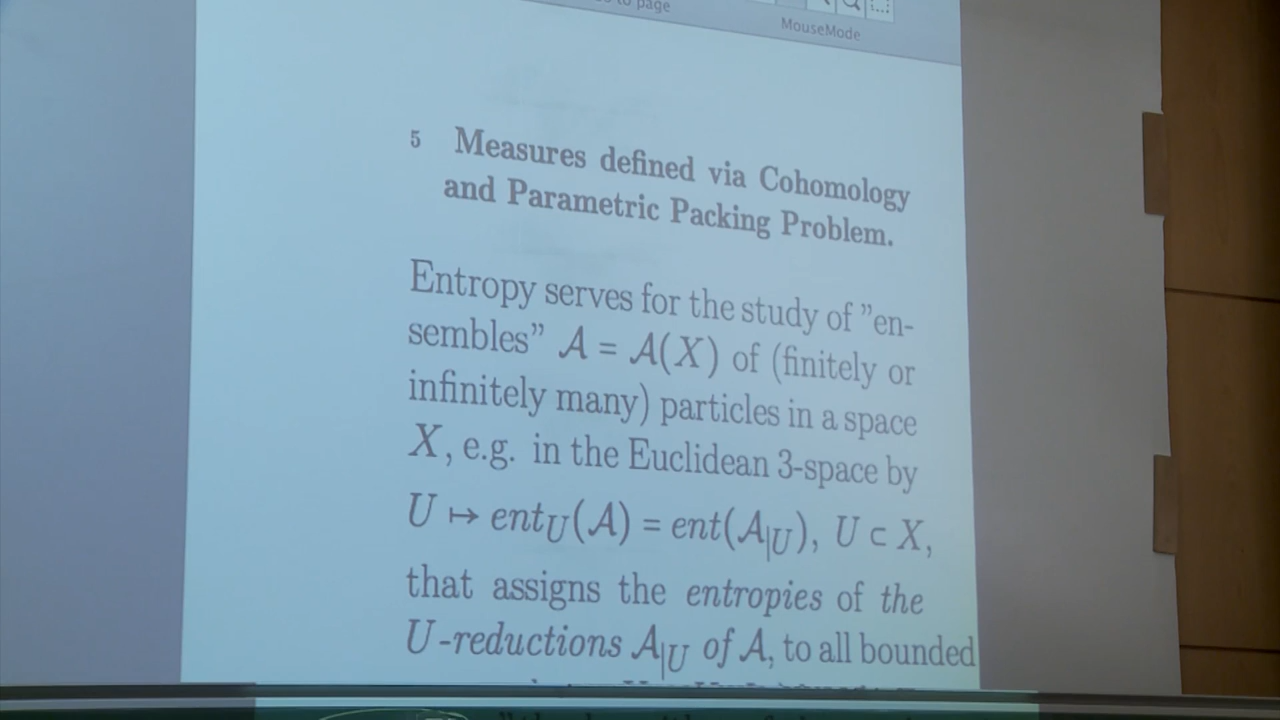 to page
MouseMode
5 Measures defined via Cohomology
and Parametric Packing Problem.
Entropy serves for the study of ”en-
sembles” 𝒜 = 𝒜(X) of (finitely or
infinitely many) particles in a space
X, e.g. in the Euclidean 3-space by
U ↦ ent_U(𝒜) = ent(𝒜|U), U ⊂ X,
that assigns the entropies of the
U-reductions 𝒜|U of 𝒜, to all bounded